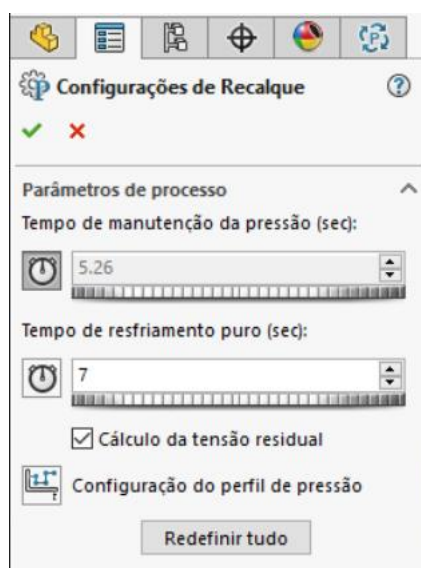 Configurações de Recalque
Parâmetros de processo
Tempo de manutenção da pressão (sec):
5.26
Tempo de resfriamento puro (sec):
7
Cálculo da tensão residual
Configuração do perfil de pressão
Redefinir tudo